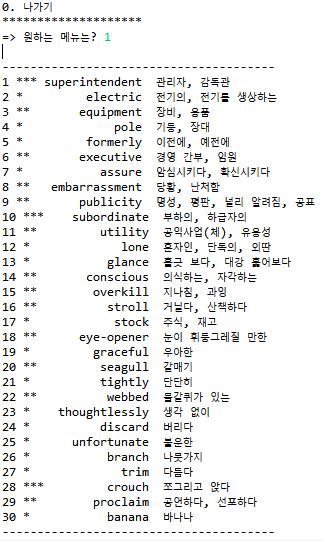 0. 나가기
********************
=> 원하는 메뉴는? 1
---------------------------------------
1 *** superintendent 관리자, 감독관
2 * electric 전기의, 전기를 생상하는
3 ** equipment 장비, 용품
4 * pole 기둥, 장대
5 * formerly 이전에, 예전에
6 ** executive 경영 간부, 임원
7 * assure 암심시키다, 확신시키다
8 ** embarrassment 당황, 난처함
9 ** publicity 명성, 평판, 널리 알려짐, 공표
10 *** subordinate 부하의, 하급자의
11 ** utility 공익사업(체), 유용성
12 * lone 혼자인, 단독의, 외딴
13 * glance 흘긋 보다, 대강 훑어보다
14 ** conscious 의식하는, 자각하는
15 ** overkill 지나침, 과잉
16 ** stroll 거닐다, 산책하다
17 * stock 주식, 재고
18 ** eye-opener 눈이 휘둥그레질 만한
19 * graceful 우아한
20 ** seagull 갈매기
21 * tightly 단단히
22 ** webbed 물갈퀴가 있는
23 * thoughtlessly 생각 없이
24 * discard 버리다
25 * unfortunate 불운한
26 * branch 나뭇가지
27 * trim 다듬다
28 *** crouch 쪼그리고 앉다
29 ** proclaim 공언하다, 선포하다
30 * banana 바나나
---------------------------------------